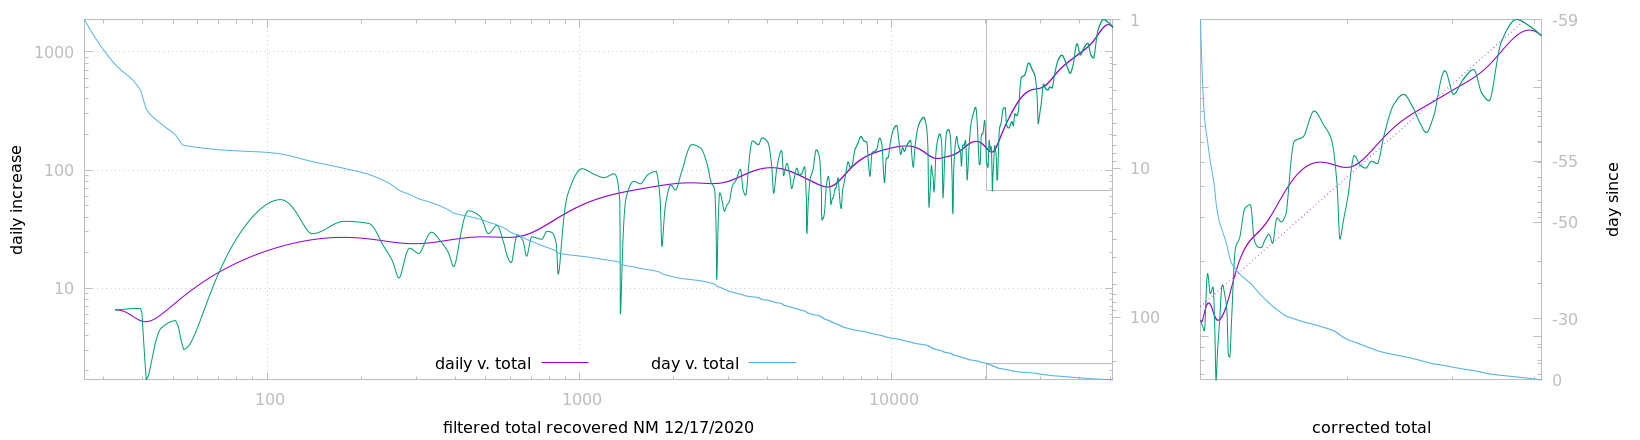 daily increase
1000
100
10
100
1000
10000
1
10
100
daily v. total
day v. total
filtered total recovered NM 12/17/2020
-59
-55
-50
-30
0
day since
corrected total